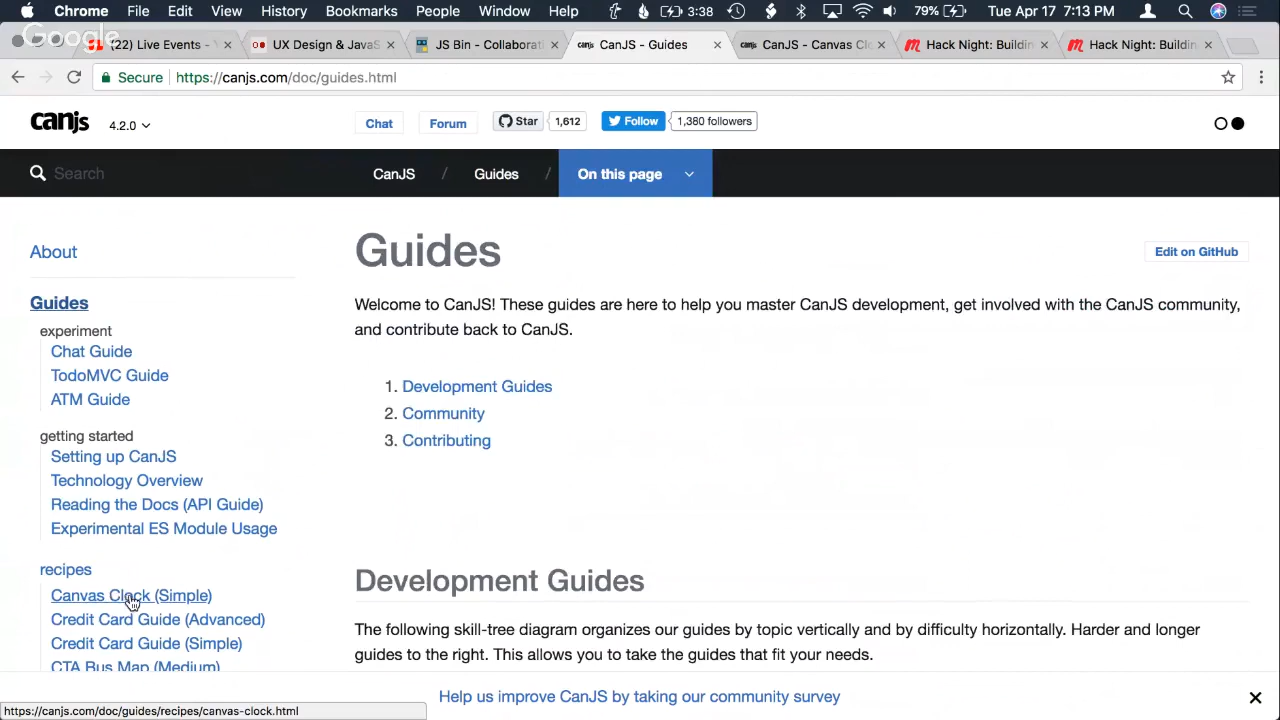 Chrome File Edit View History Bookmarks People Window Help 3:38 79% Tue Apr 17 7:13 PM
Google
(22) Live Events - Y UX Design & JavaS JS Bin - Collabora CanJS - Guides CanJS - Canvas Clo Hack Night: Buildin Hack Night: Buildin
Secure https://canjs.com/doc/guides.html
canjs 4.2.0 Chat Forum Star 1,612 Follow 1,380 followers
Search CanJS / Guides / On this page
About
Guides
Edit on GitHub
Welcome to CanJS! These guides are here to help you master CanJS development, get involved with the CanJS community,
and contribute back to CanJS.
1. Development Guides
2. Community
3. Contributing
Guides
experiment
Chat Guide
TodoMVC Guide
ATM Guide
getting started
Setting up CanJS
Technology Overview
Reading the Docs (API Guide)
Experimental ES Module Usage
recipes
Canvas Clock (Simple)
Credit Card Guide (Advanced)
Credit Card Guide (Simple)
CTA Bus Map (Medium)
Development Guides
The following skill-tree diagram organizes our guides by topic vertically and by difficulty horizontally. Harder and longer
guides to the right. This allows you to take the guides that fit your needs.
Help us improve CanJS by taking our community survey
https://canjs.com/doc/guides/recipes/canvas-clock.html